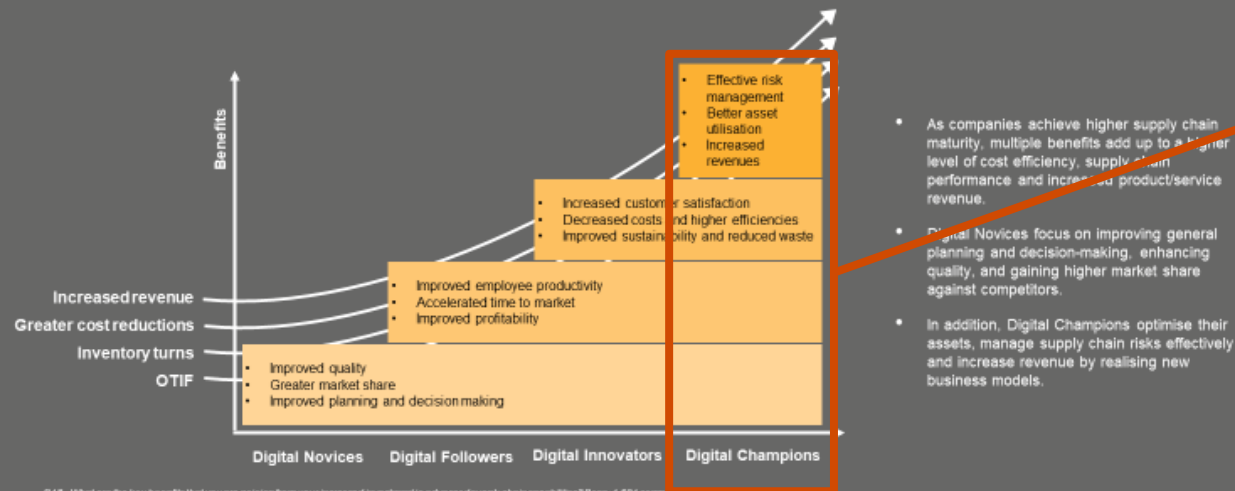 Benefits
• Effective risk
management
• Better asset
utilisation
• Increased
revenues
• Increased customer satisfaction
• Decreased costs and higher efficiencies
• Improved sustainability and reduced waste
• Improved employee productivity
• Accelerated time to market
• Improved profitability
• Improved quality
• Greater market share
• Improved planning and decision making
Increased revenue
Greater cost reductions
Inventory turns
OTIF
Digital Novices
Digital Followers
Digital Innovators
Digital Champions
• As companies achieve higher supply chain
maturity, multiple benefits add up to a higher
level of cost efficiency, supply chain
performance and increased product/service
revenue.
• Digital Novices focus on improving general
planning and decision-making, enhancing
quality, and gaining higher market share
against competitors.
• In addition, Digital Champions optimise their
assets, manage supply chain risks effectively
and increase revenue by realising new
business models.